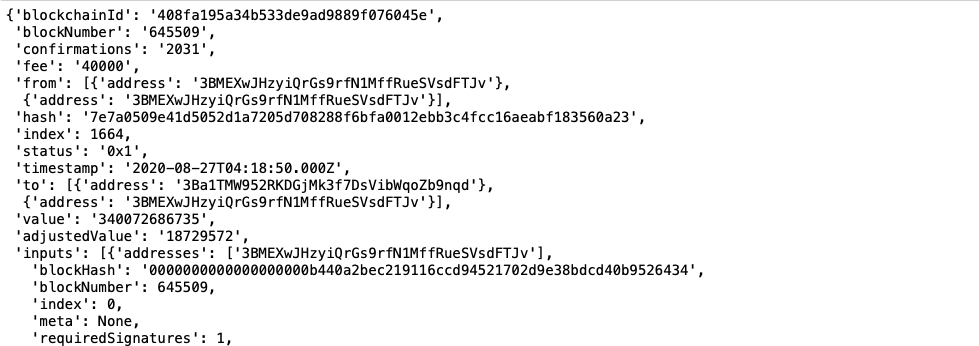 {'blockchainId': '408fa195a34b533de9ad9889f076045e',
'blockNumber': '645509',
'confirmations': '2031',
'fee': '40000',
'from': [{'address': '3BMEXwJHzyiQrGs9rfN1MffRueSVsdFTJv'},
{'address': '3BMEXwJHzyiQrGs9rfN1MffRueSVsdFTJv'}],
'hash': '7e7a0509e41d5052d1a7205d708288f6bfa0012ebb3c4fcc16aeabf183560a23',
'index': 1664,
'status': '0x1',
'timestamp': '2020-08-27T04:18:50.000Z',
'to': [{'address': '3Ba1TMW952RKDGjMk3f7DsVibWqoZb9nqd'},
{'address': '3BMEXwJHzyiQrGs9rfN1MffRueSVsdFTJv'}],
'value': '340072686735',
'adjustedValue': '18729572',
'inputs': [{'addresses': ['3BMEXwJHzyiQrGs9rfN1MffRueSVsdFTJv'],
'blockHash': '0000000000000000000b440a2bec219116ccd94521702d9e38bdcd40b9526434',
'blockNumber': 645509,
'index': 0,
'meta': None,
'requiredSignatures': 1,